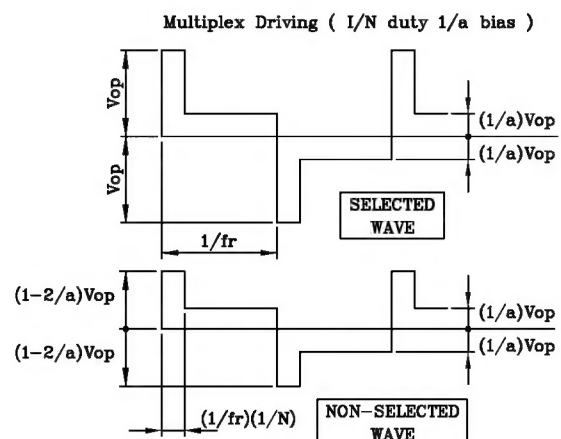 Multiplex Driving ( I/N duty 1/a bias )
Vop
Vop
(1/a)Vop
(1/a)Vop
SELECTED
WAVE
1/fr
(1-2/a)Vop
(1-2/a)Vop
(1/a)Vop
(1/a)Vop
(1/fr)(1/N)
NON-SELECTED
WAVE